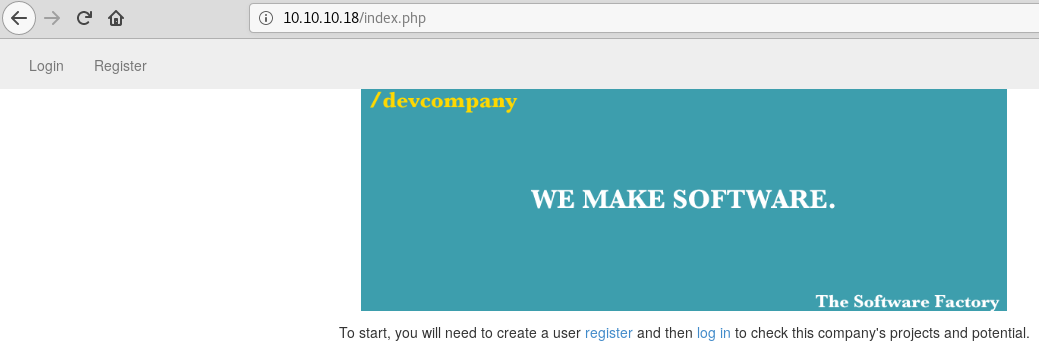 10.10.10.18/index.php
Login Register
/devcompany
WE MAKE SOFTWARE.
The Software Factory
To start, you will need to create a user register and then log in to check this company's projects and potential.